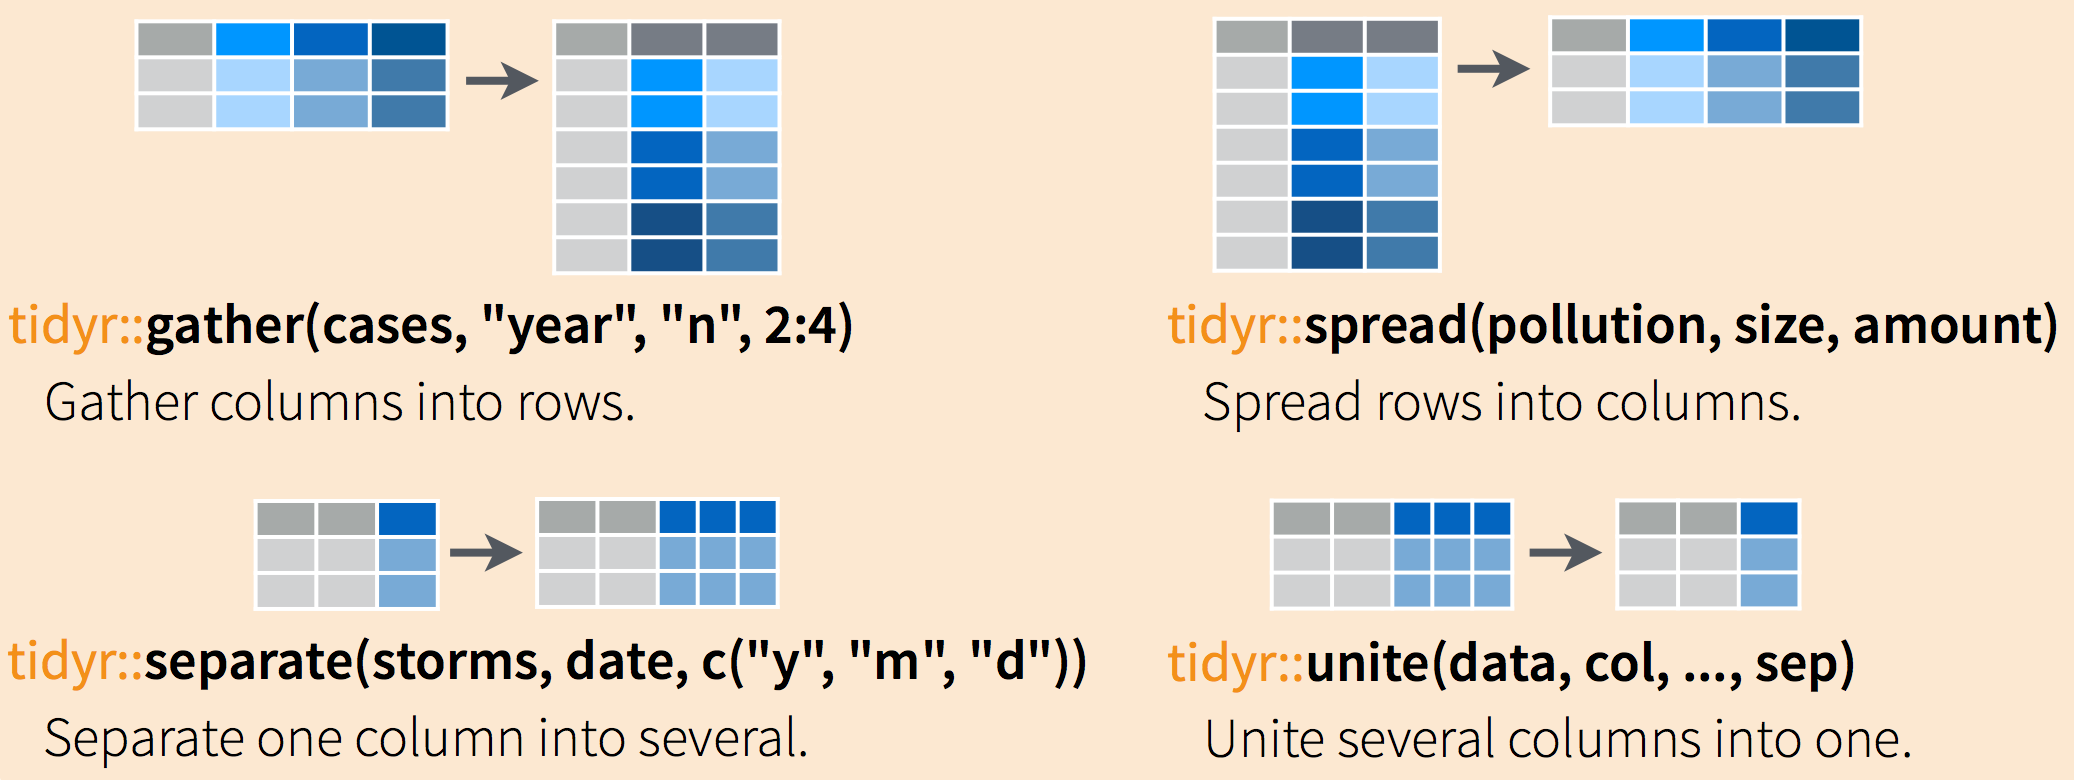 tidyr::gather(cases, "year", "n", 2:4)
Gather columns into rows.
tidyr::spread(pollution, size, amount)
Spread rows into columns.
tidyr::separate(storms, date, c("y", "m", "d"))
Separate one column into several.
tidyr::unite(data, col, ..., sep)
Unite several columns into one.